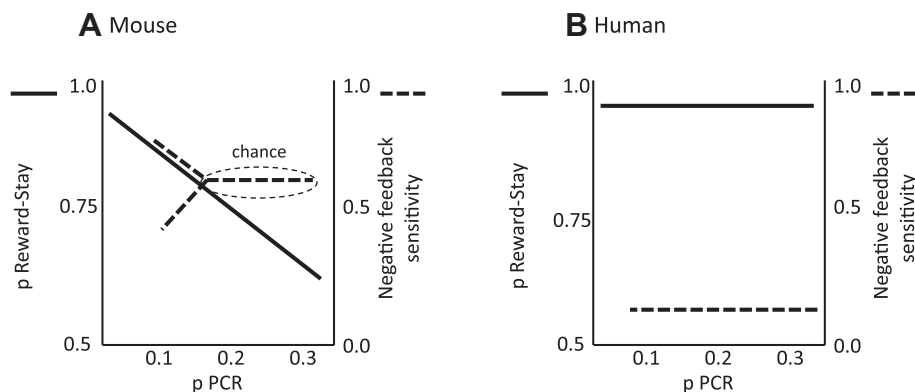 A Mouse
1.0
0.75
0.5
p Reward-Stay
chance
1.0
0.5
0.0
Negative feedback
sensitivity
0.1 0.2 0.3
p PCR
B Human
1.0
0.75
0.5
p Reward-Stay
1.0
0.5
0.0
Negative feedback
sensitivity
0.1 0.2 0.3
p PCR